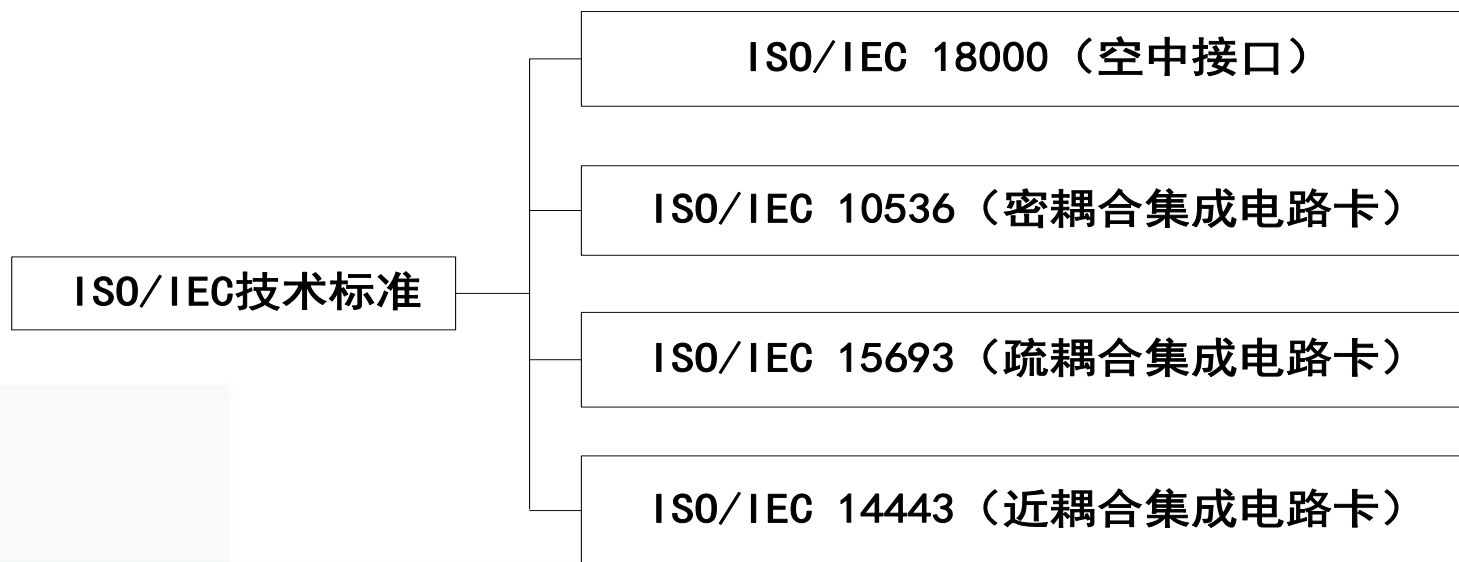 ISO/IEC 18000（空中接口）
ISO/IEC 10536（密耦合集成电路卡）
ISO/IEC技术标准
ISO/IEC 15693（疏耦合集成电路卡）
ISO/IEC 14443（近耦合集成电路卡）